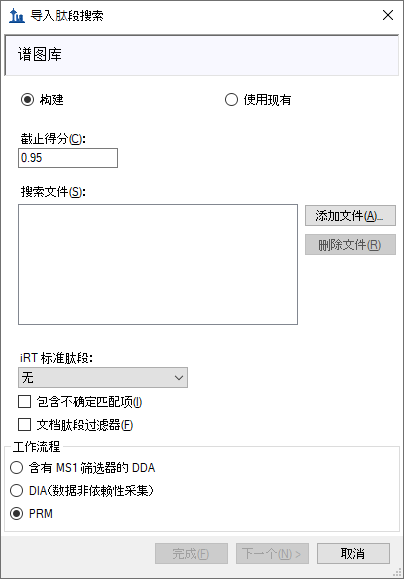 导入肽段搜索
谱图库
构建
使用现有
截止得分(C):
0.95
搜索文件(S):
添加文件(A)...
删除文件(R)
iRT 标准肽段:
无
包含不确定匹配项(I)
文档肽段过滤器(F)
工作流程
含有 MS1 筛选器的 DDA
DIA(数据非依赖性采集)
PRM
完成(F)
下一个(N) >
取消